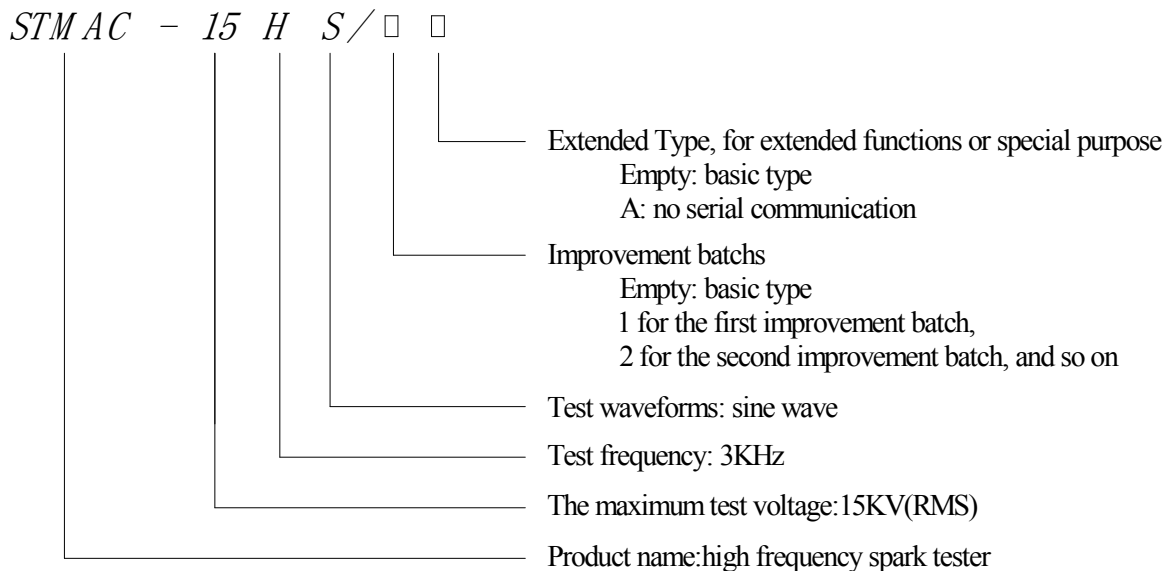 STMAC - 15 H S/□ □
Extended Type, for extended functions or special purpose
Empty: basic type
A: no serial communication
Improvement batchs
Empty: basic type
1 for the first improvement batch,
2 for the second improvement batch, and so on
Test waveforms: sine wave
Test frequency: 3KHz
The maximum test voltage:15KV(RMS)
Product name:high frequency spark tester